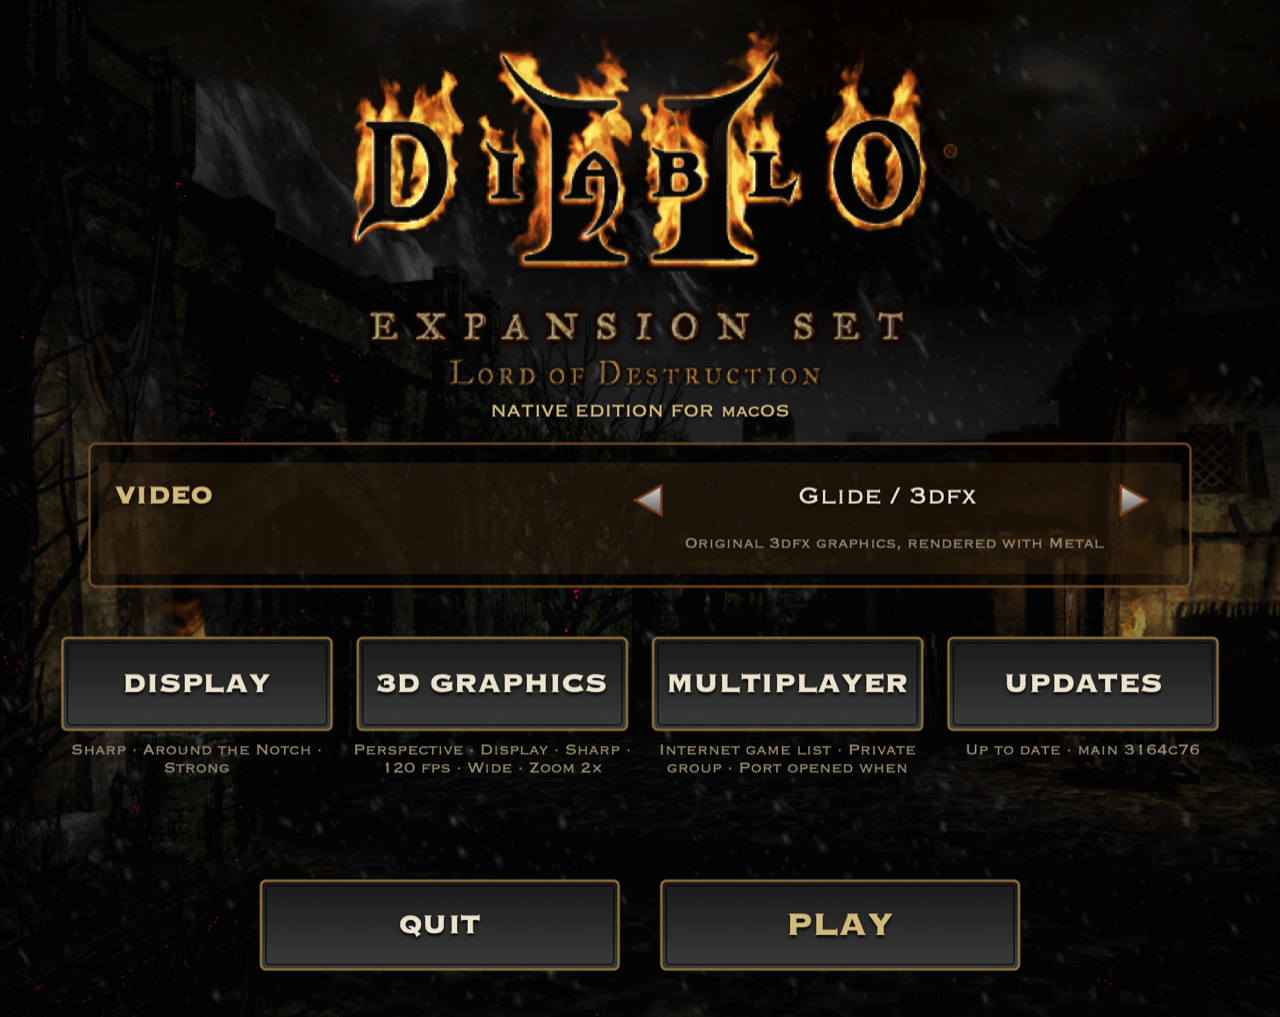 DIABLO II
®
EXPANSION SET
LORD OF DESTRUCTION
NATIVE EDITION FOR macOS
VIDEO
GLIDE / 3DFX
ORIGINAL 3DFX GRAPHICS, RENDERED WITH METAL
DISPLAY
3D GRAPHICS
MULTIPLAYER
UPDATES
SHARP · AROUND THE NOTCH ·
STRONG
PERSPECTIVE · DISPLAY · SHARP ·
120 FPS · WIDE · ZOOM 2X
INTERNET GAME LIST · PRIVATE
GROUP · PORT OPENED WHEN
UP TO DATE · MAIN 3164C76
QUIT
PLAY